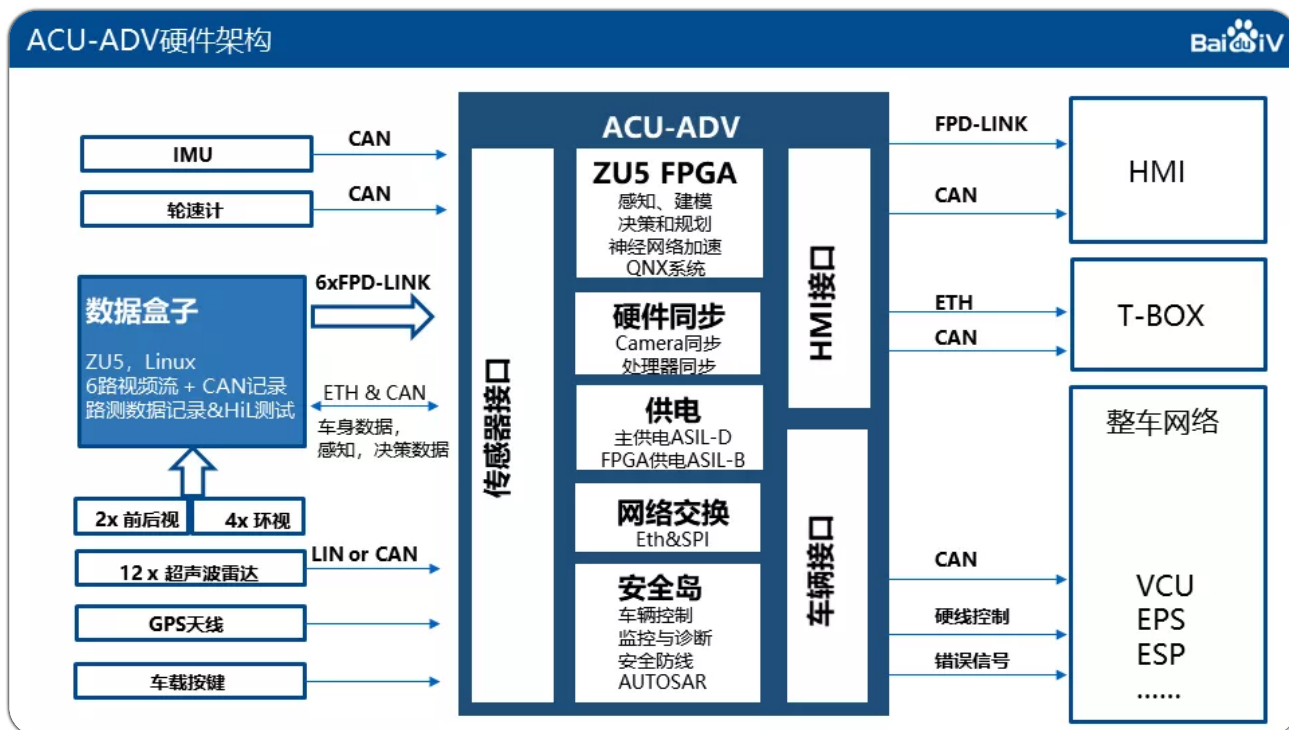 ACU-ADV硬件架构
Bai du iV
IMU
CAN
轮速计
CAN
数据盒子
ZU5，Linux
6路视频流 + CAN记录
路测数据记录&HiL测试
6xFPD-LINK
ETH & CAN
车身数据，
感知，决策数据
2x 前后视
4x 环视
12 x 超声波雷达
LIN or CAN
GPS天线
车载按键
ACU-ADV
传感器接口
ZU5 FPGA
感知、建模
决策和规划
神经网络加速
QNX系统
硬件同步
Camera同步
处理器同步
供电
主供电ASIL-D
FPGA供电ASIL-B
网络交换
Eth&SPI
安全岛
车辆控制
监控与诊断
安全防线
AUTOSAR
HMI接口
车辆接口
FPD-LINK
CAN
HMI
ETH
CAN
T-BOX
整车网络
CAN
硬线控制
错误信号
VCU
EPS
ESP
......